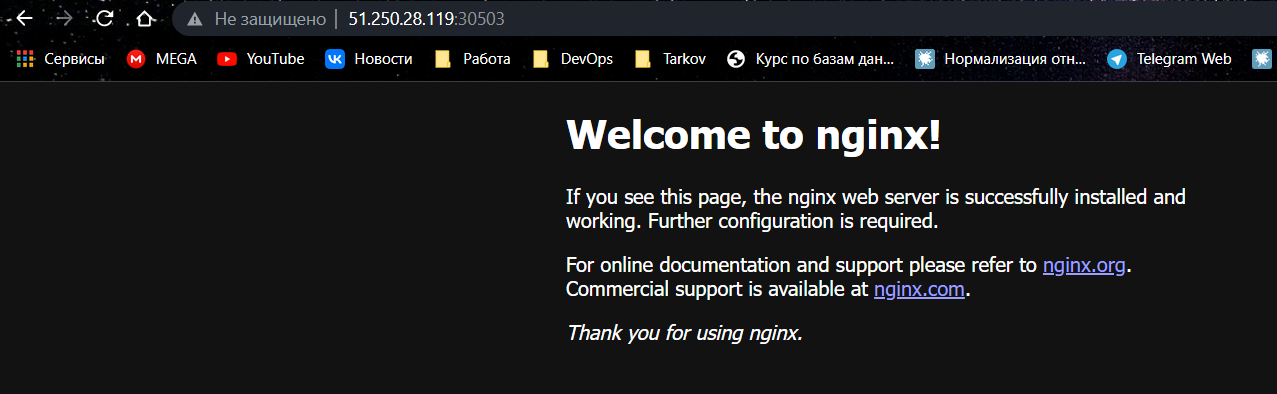 Не защищено 51.250.28.119:30503
Сервисы MEGA YouTube Новости Работа DevOps Tarkov Курс по базам дан... Нормализация отн... Telegram Web
Welcome to nginx!
If you see this page, the nginx web server is successfully installed and
working. Further configuration is required.
For online documentation and support please refer to nginx.org.
Commercial support is available at nginx.com.
Thank you for using nginx.